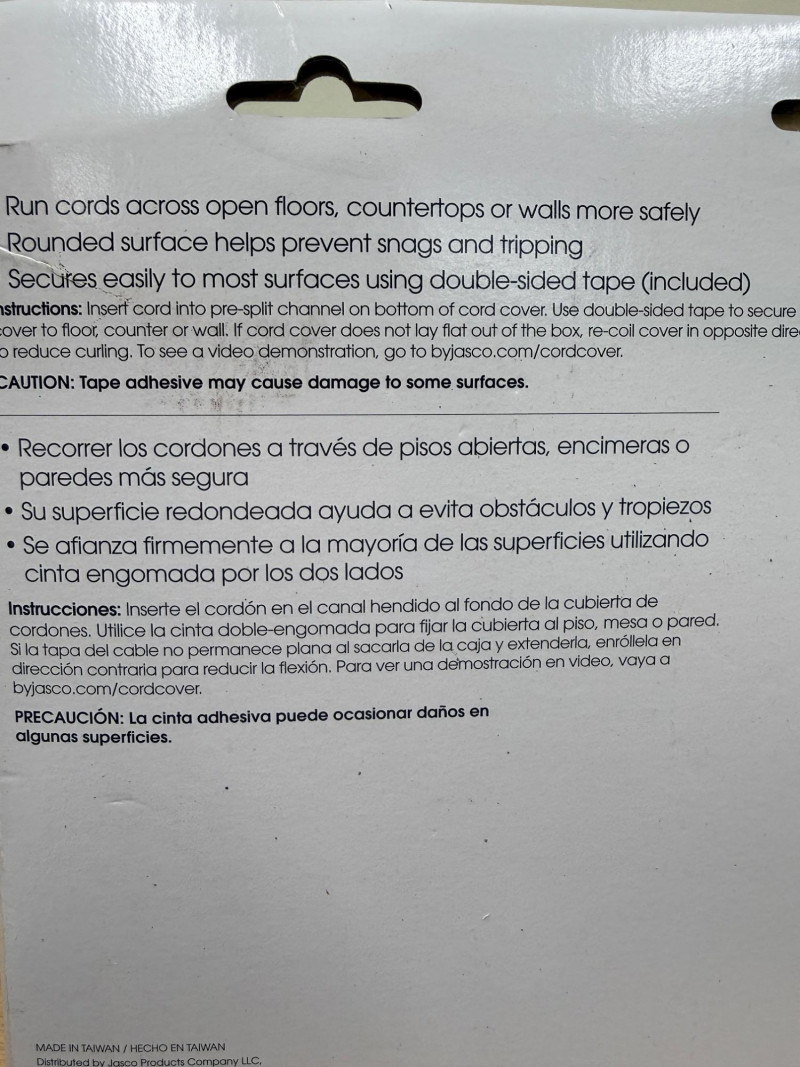 Run cords across open floors, countertops or walls more safely
Rounded surface helps prevent snags and tripping
Secures easily to most surfaces using double-sided tape (included)
nstructions: Insert cord into pre-split channel on bottom of cord cover. Use double-sided tape to secure
over to floor, counter or wall. If cord cover does not lay flat out of the box, re-coil cover in opposite dire
o reduce curling. To see a video demonstration, go to byjasco.com/cordcover.
CAUTION: Tape adhesive may cause damage to some surfaces.
• Recorrer los cordones a través de pisos abiertas, encimeras o
paredes más segura
• Su superficie redondeada ayuda a evita obstáculos y tropiezos
• Se afianza firmemente a la mayoría de las superficies utilizando
cinta engomada por los dos lados
Instrucciones: Inserte el cordón en el canal hendido al fondo de la cubierta de
cordones. Utilice la cinta doble-engomada para fijar la cubierta al piso, mesa o pared.
Si la tapa del cable no permanece plana al sacarla de la caja y extenderla, enróllela en
dirección contraria para reducir la flexión. Para ver una demostración en video, vaya a
byjasco.com/cordcover.
PRECAUCIÓN: La cinta adhesiva puede ocasionar daños en
algunas superficies.
MADE IN TAIWAN / HECHO EN TAIWAN
Distributed by Jasco Products Company LLC,